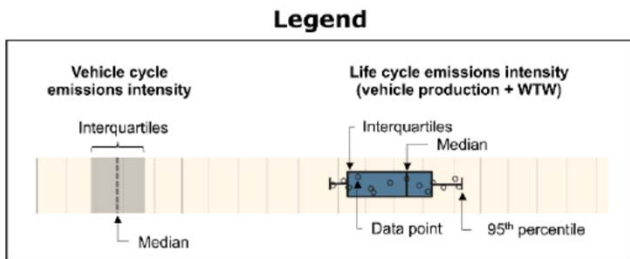 Legend
Vehicle cycle
emissions intensity
Interquartiles
Median
Life cycle emissions intensity
(vehicle production + WTW)
Interquartiles
Median
Data point
95th percentile